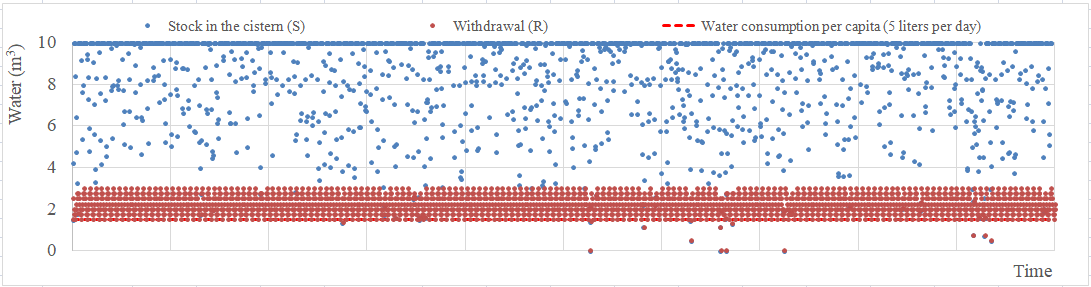 Stock in the cistern (S) Withdrawal (R) Water consumption per capita (5 liters per day)
Water (m³)
10
8
6
4
2
0
Time